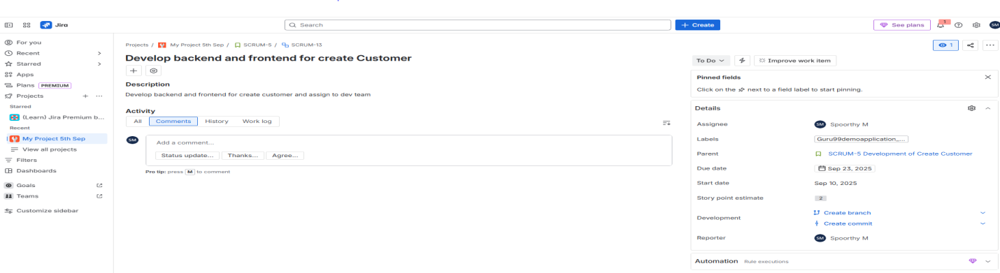 Jira
Search
+ Create
See plans
1
SM
For you
Recent
Starred
Apps
Plans PREMIUM
Projects
Starred
(Learn) Jira Premium b...
Recent
My Project 5th Sep
View all projects
Filters
Dashboards
Goals
Teams
Customize sidebar
Projects / My Project 5th Sep / SCRUM-5 / SCRUM-13
Develop backend and frontend for create Customer
Description
Develop backend and frontend for create customer and assign to dev team
Activity
All Comments History Work log
SM
Add a comment...
Status update... Thanks... Agree...
Pro tip: press M to comment
1
To Do
Improve work item
Pinned fields
Click on the next to a field label to start pinning.
Details
Assignee SM Spoorthy M
Labels Guru99demoapplication_...
Parent SCRUM-5 Development of Create Customer
Due date Sep 23, 2025
Start date Sep 10, 2025
Story point estimate 2
Development Create branch
Create commit
Reporter SM Spoorthy M
Automation Rule executions